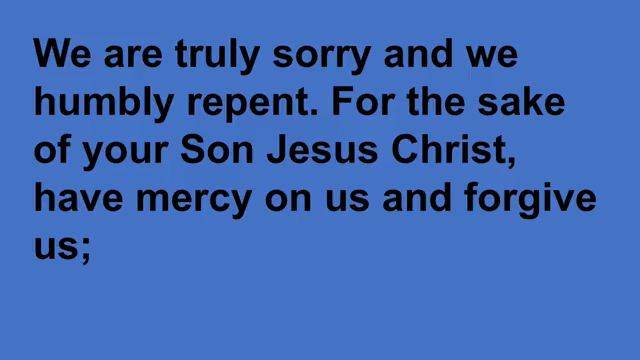 We are truly sorry and we
humbly repent. For the sake
of your Son Jesus Christ,
have mercy on us and forgive
us;